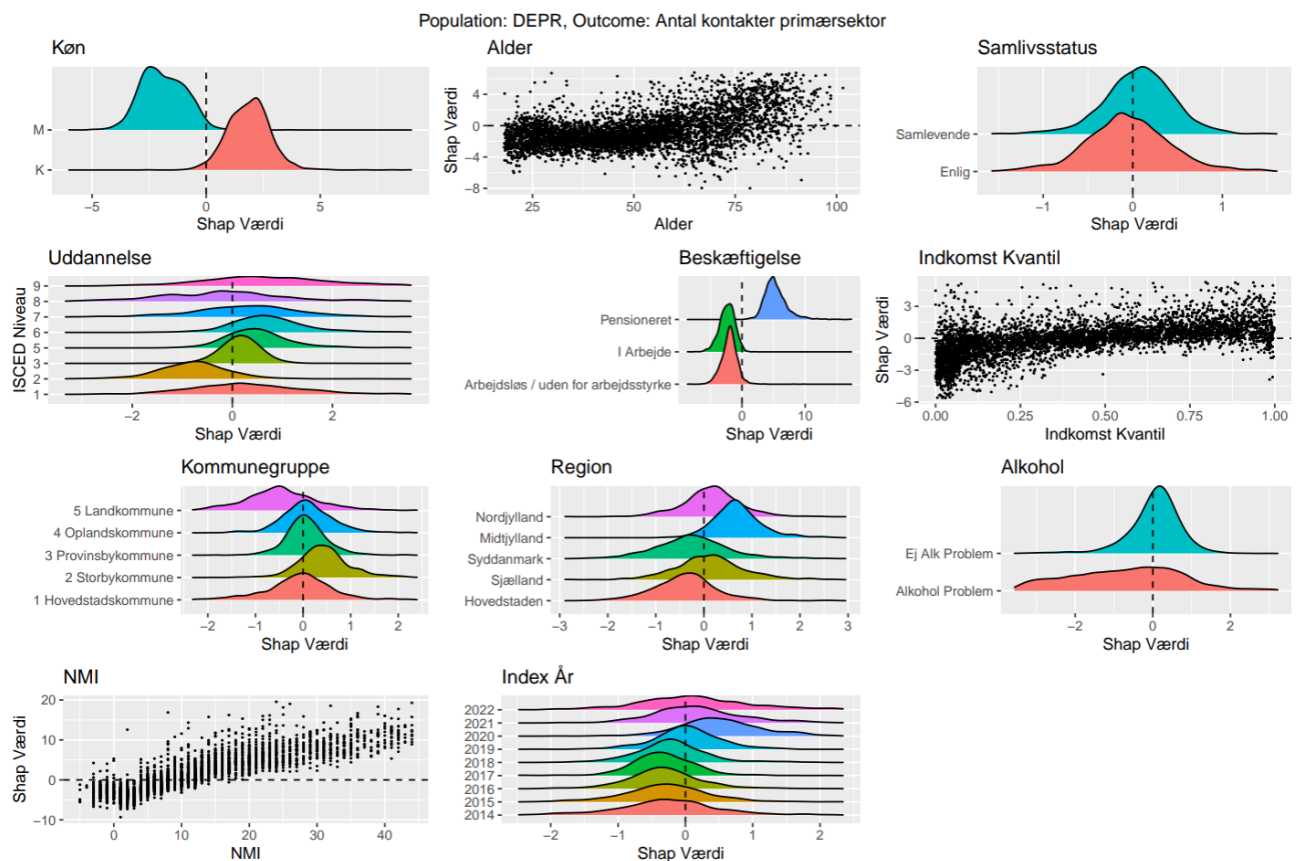 Population: DEPR, Outcome: Antal kontakter primærsektor
Køn
M
K
−5
0
5
Shap Værdi
Alder
Shap Værdi
4
0
−4
−8
25
50
75
100
Alder
Samlivsstatus
Samlevende
Enlig
−1
0
1
Shap Værdi
Uddannelse
ISCED Niveau
9
8
7
6
5
3
2
1
−2
0
2
Shap Værdi
Beskæftigelse
Pensioneret
I Arbejde
Arbejdsløs / uden for arbejdsstyrke
0
10
Shap Værdi
Indkomst Kvantil
Shap Værdi
3
0
−3
−6
0.00
0.25
0.50
0.75
1.00
Indkomst Kvantil
Kommunegruppe
5 Landkommune
4 Oplandskommune
3 Provinsbykommune
2 Storbykommune
1 Hovedstadskommune
−2
−1
0
1
2
Shap Værdi
Region
Nordjylland
Midtjylland
Syddanmark
Sjælland
Hovedstaden
−3
−2
−1
0
1
2
3
Shap Værdi
Alkohol
Ej Alk Problem
Alkohol Problem
−2
0
2
Shap Værdi
NMI
Shap Værdi
20
10
0
−10
0
10
20
30
40
NMI
Index År
2022
2021
2020
2019
2018
2017
2016
2015
2014
−2
−1
0
1
2
Shap Værdi